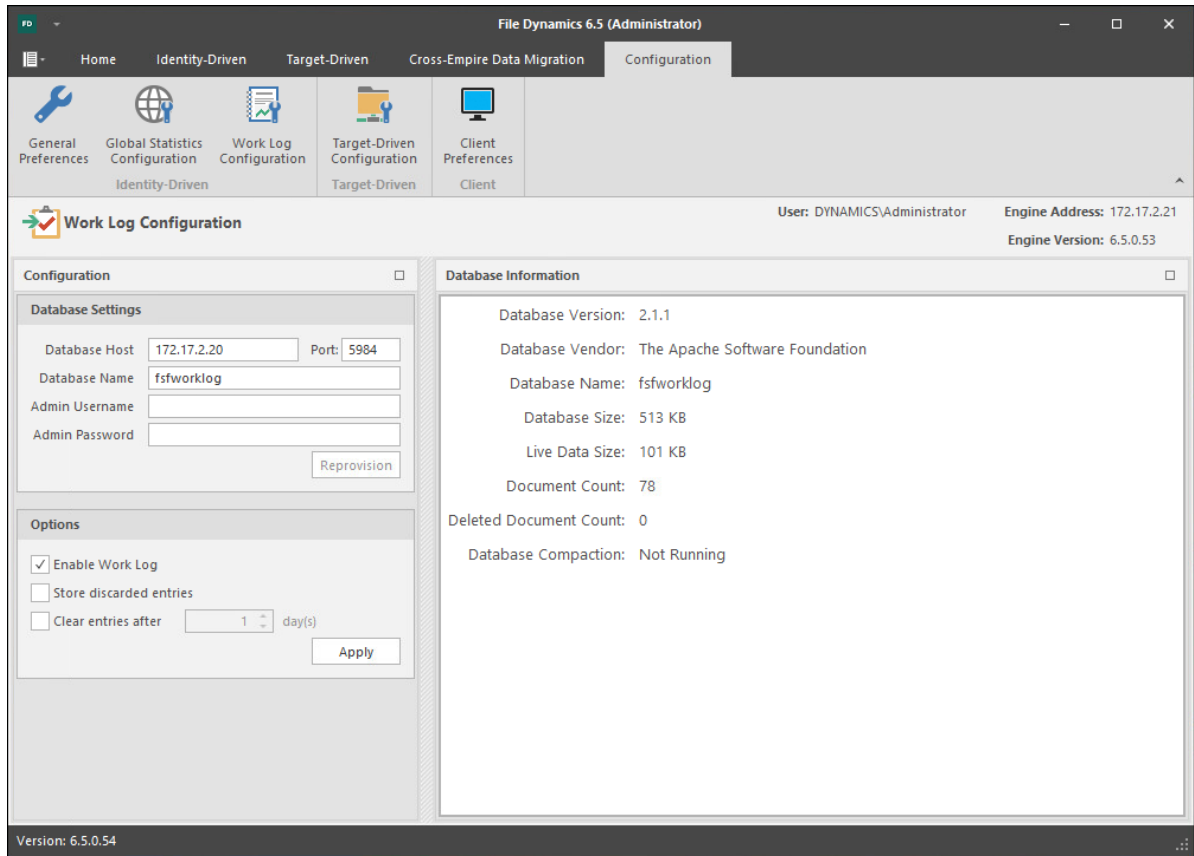 FD
File Dynamics 6.5 (Administrator)
Home Identity-Driven Target-Driven Cross-Empire Data Migration Configuration
General Preferences
Global Statistics Configuration
Work Log Configuration
Target-Driven Configuration
Client Preferences
Identity-Driven Target-Driven Client
Work Log Configuration
User: DYNAMICS\Administrator Engine Address: 172.17.2.21
Engine Version: 6.5.0.53
Configuration
Database Settings
Database Host 172.17.2.20 Port: 5984
Database Name fsfworklog
Admin Username
Admin Password
Reprovision
Options
Enable Work Log
Store discarded entries
Clear entries after 1 day(s)
Apply
Database Information
Database Version: 2.1.1
Database Vendor: The Apache Software Foundation
Database Name: fsfworklog
Database Size: 513 KB
Live Data Size: 101 KB
Document Count: 78
Deleted Document Count: 0
Database Compaction: Not Running
Version: 6.5.0.54